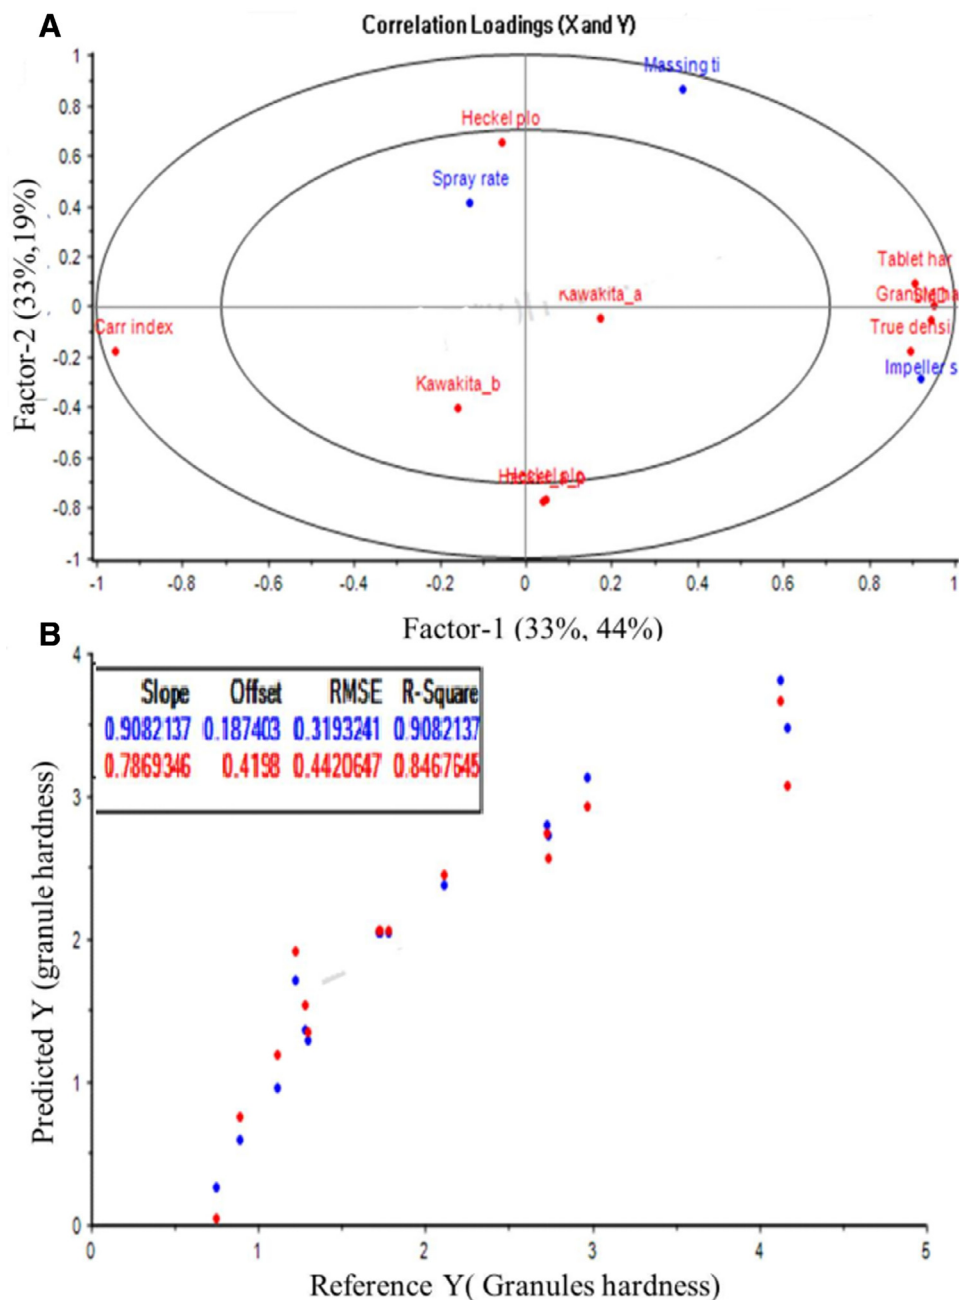 A
Correlation Loadings (X and Y)
Massing ti
Heckel plo
Spray rate
Tablet har
Kawakita_a
True densi
Carr index
Impeller s
Kawakita_b
Heckel_plo
1
0.8
0.6
0.4
0.2
0
-0.2
-0.4
-0.6
-0.8
-1
Factor-2 (33%,19%)
-1 -0.8 -0.6 -0.4 -0.2 0 0.2 0.4 0.6 0.8 1
Factor-1 (33%, 44%)
B
Slope Offset RMSE R-Square
0.9082137 0.187403 0.3193241 0.9082137
0.7869346 0.4198 0.4420647 0.8467645
4
3
2
1
0
Predicted Y (granule hardness)
0 1 2 3 4 5
Reference Y( Granules hardness)